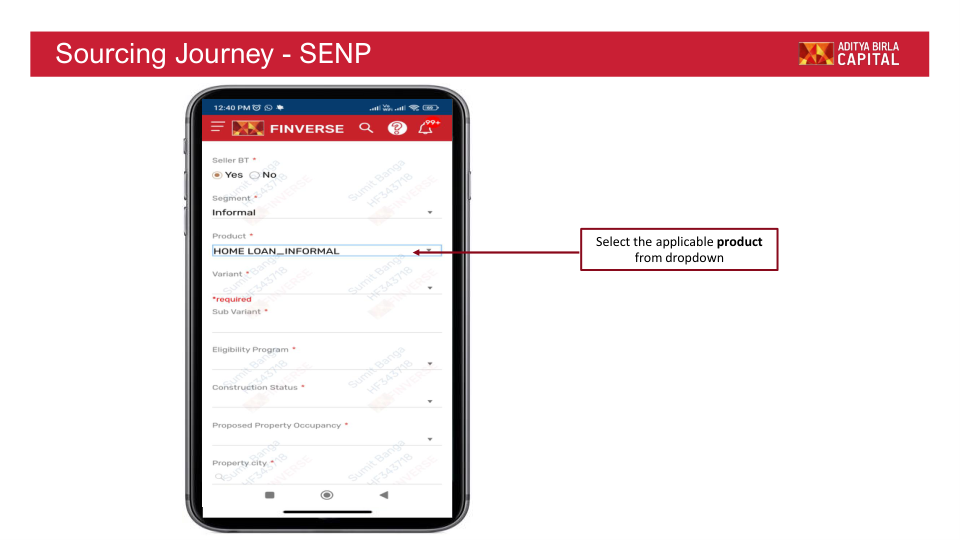 Sourcing Journey - SENP
ADITYA BIRLA
CAPITAL
12:40 PM
FINVERSE
99+
Seller BT *
Yes No
Segment *
Informal
Product *
HOME LOAN_INFORMAL
Select the applicable product
from dropdown
Variant *
*required
Sub Variant *
Eligibility Program *
Construction Status *
Proposed Property Occupancy *
Property city *
Sumit Banga
HF343718
FINVERSE